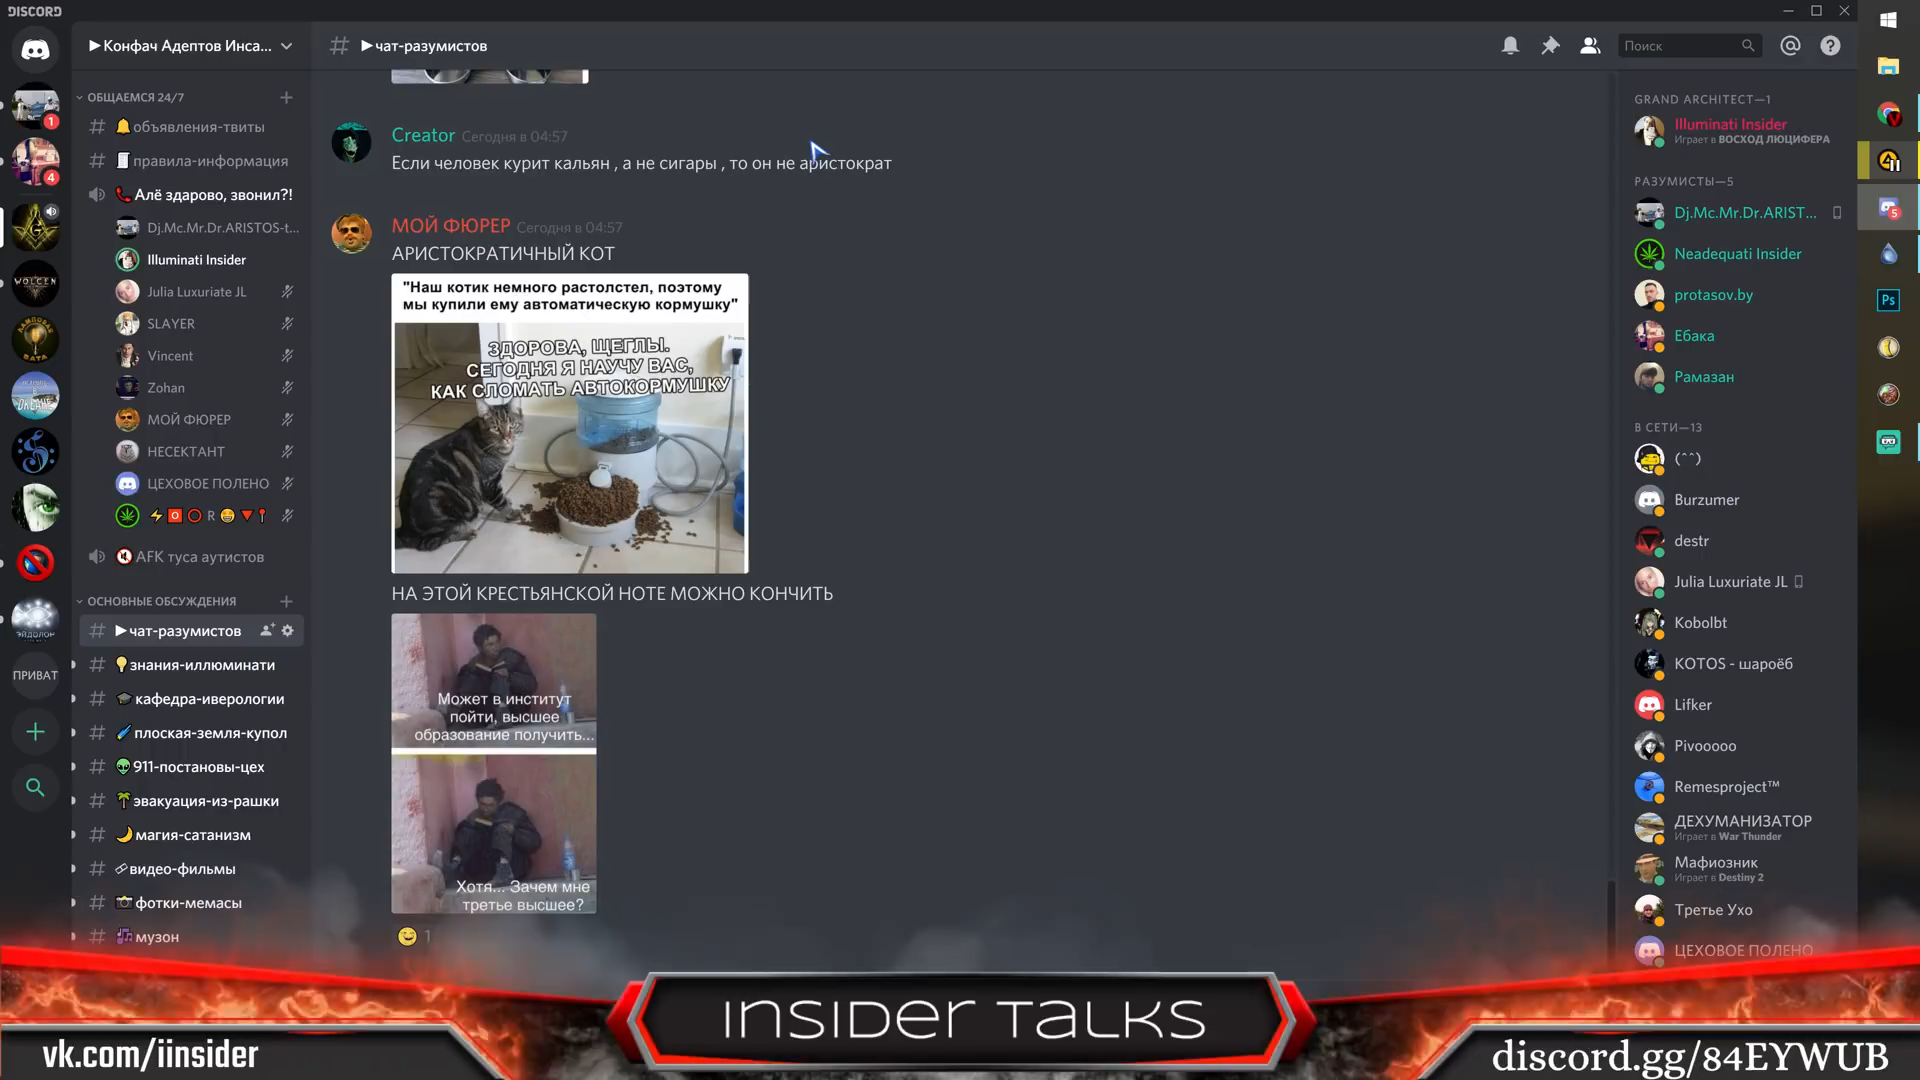 DISCORD
▶Конфач Адептов Инса...
ОБЩАЕМСЯ 24/7
объявления-твиты
правила-информация
Алё здарово, звонил?!
Dj.Mc.Mr.Dr.ARISTOS-t...
Illuminati Insider
Julia Luxuriate JL
SLAYER
Vincent
Zohan
МОЙ ФЮРЕР
НЕСЕКТАНТ
ЦЕХОВОЕ ПОЛЕНО
⚡🅾⭕R😀🔻📍
AFK туса аутистов
ОСНОВНЫЕ ОБСУЖДЕНИЯ
▶чат-разумистов
знания-иллюминати
кафедра-иверологии
плоская-земля-купол
911-постановы-цех
эвакуация-из-рашки
магия-сатанизм
видео-фильмы
фотки-мемасы
музон
1
4
WOLCEN
ЛАМПОВАЯ
ВАТА
ОКЕАНЕ
ЭЙДОЛОН
ПРИВАТ
# ▶чат-разумистов
Поиск
Creator Сегодня в 04:57
Если человек курит кальян , а не сигары , то он не аристократ
МОЙ ФЮРЕР Сегодня в 04:57
АРИСТОКРАТИЧНЫЙ КОТ
"Наш котик немного растолстел, поэтому
мы купили ему автоматическую кормушку"
ЗДОРОВА, ЩЕГЛЫ.
СЕГОДНЯ Я НАУЧУ ВАС,
КАК СЛОМАТЬ АВТОКОРМУШКУ
НА ЭТОЙ КРЕСТЬЯНСКОЙ НОТЕ МОЖНО КОНЧИТЬ
Может в институт
пойти, высшее
образование получить...
Хотя... Зачем мне
третье высшее?
1
GRAND ARCHITECT—1
Illuminati Insider
Играет в ВОСХОД ЛЮЦИФЕРА
РАЗУМИСТЫ—5
Dj.Mc.Mr.Dr.ARIST...
Neadequati Insider
protasov.by
Ебака
Рамазан
В СЕТИ—13
(^^)
Burzumer
destr
Julia Luxuriate JL
Kobolbt
KOTOS - шароёб
Lifker
Pivooooo
Remesproject™
ДЕХУМАНИЗАТОР
Играет в War Thunder
Мафиозник
Играет в Destiny 2
Третье Ухо
ЦЕХОВОЕ ПОЛЕНО
5
Ps
INSIDER TALKS
vk.com/iinsider
discord.gg/84EYWUB